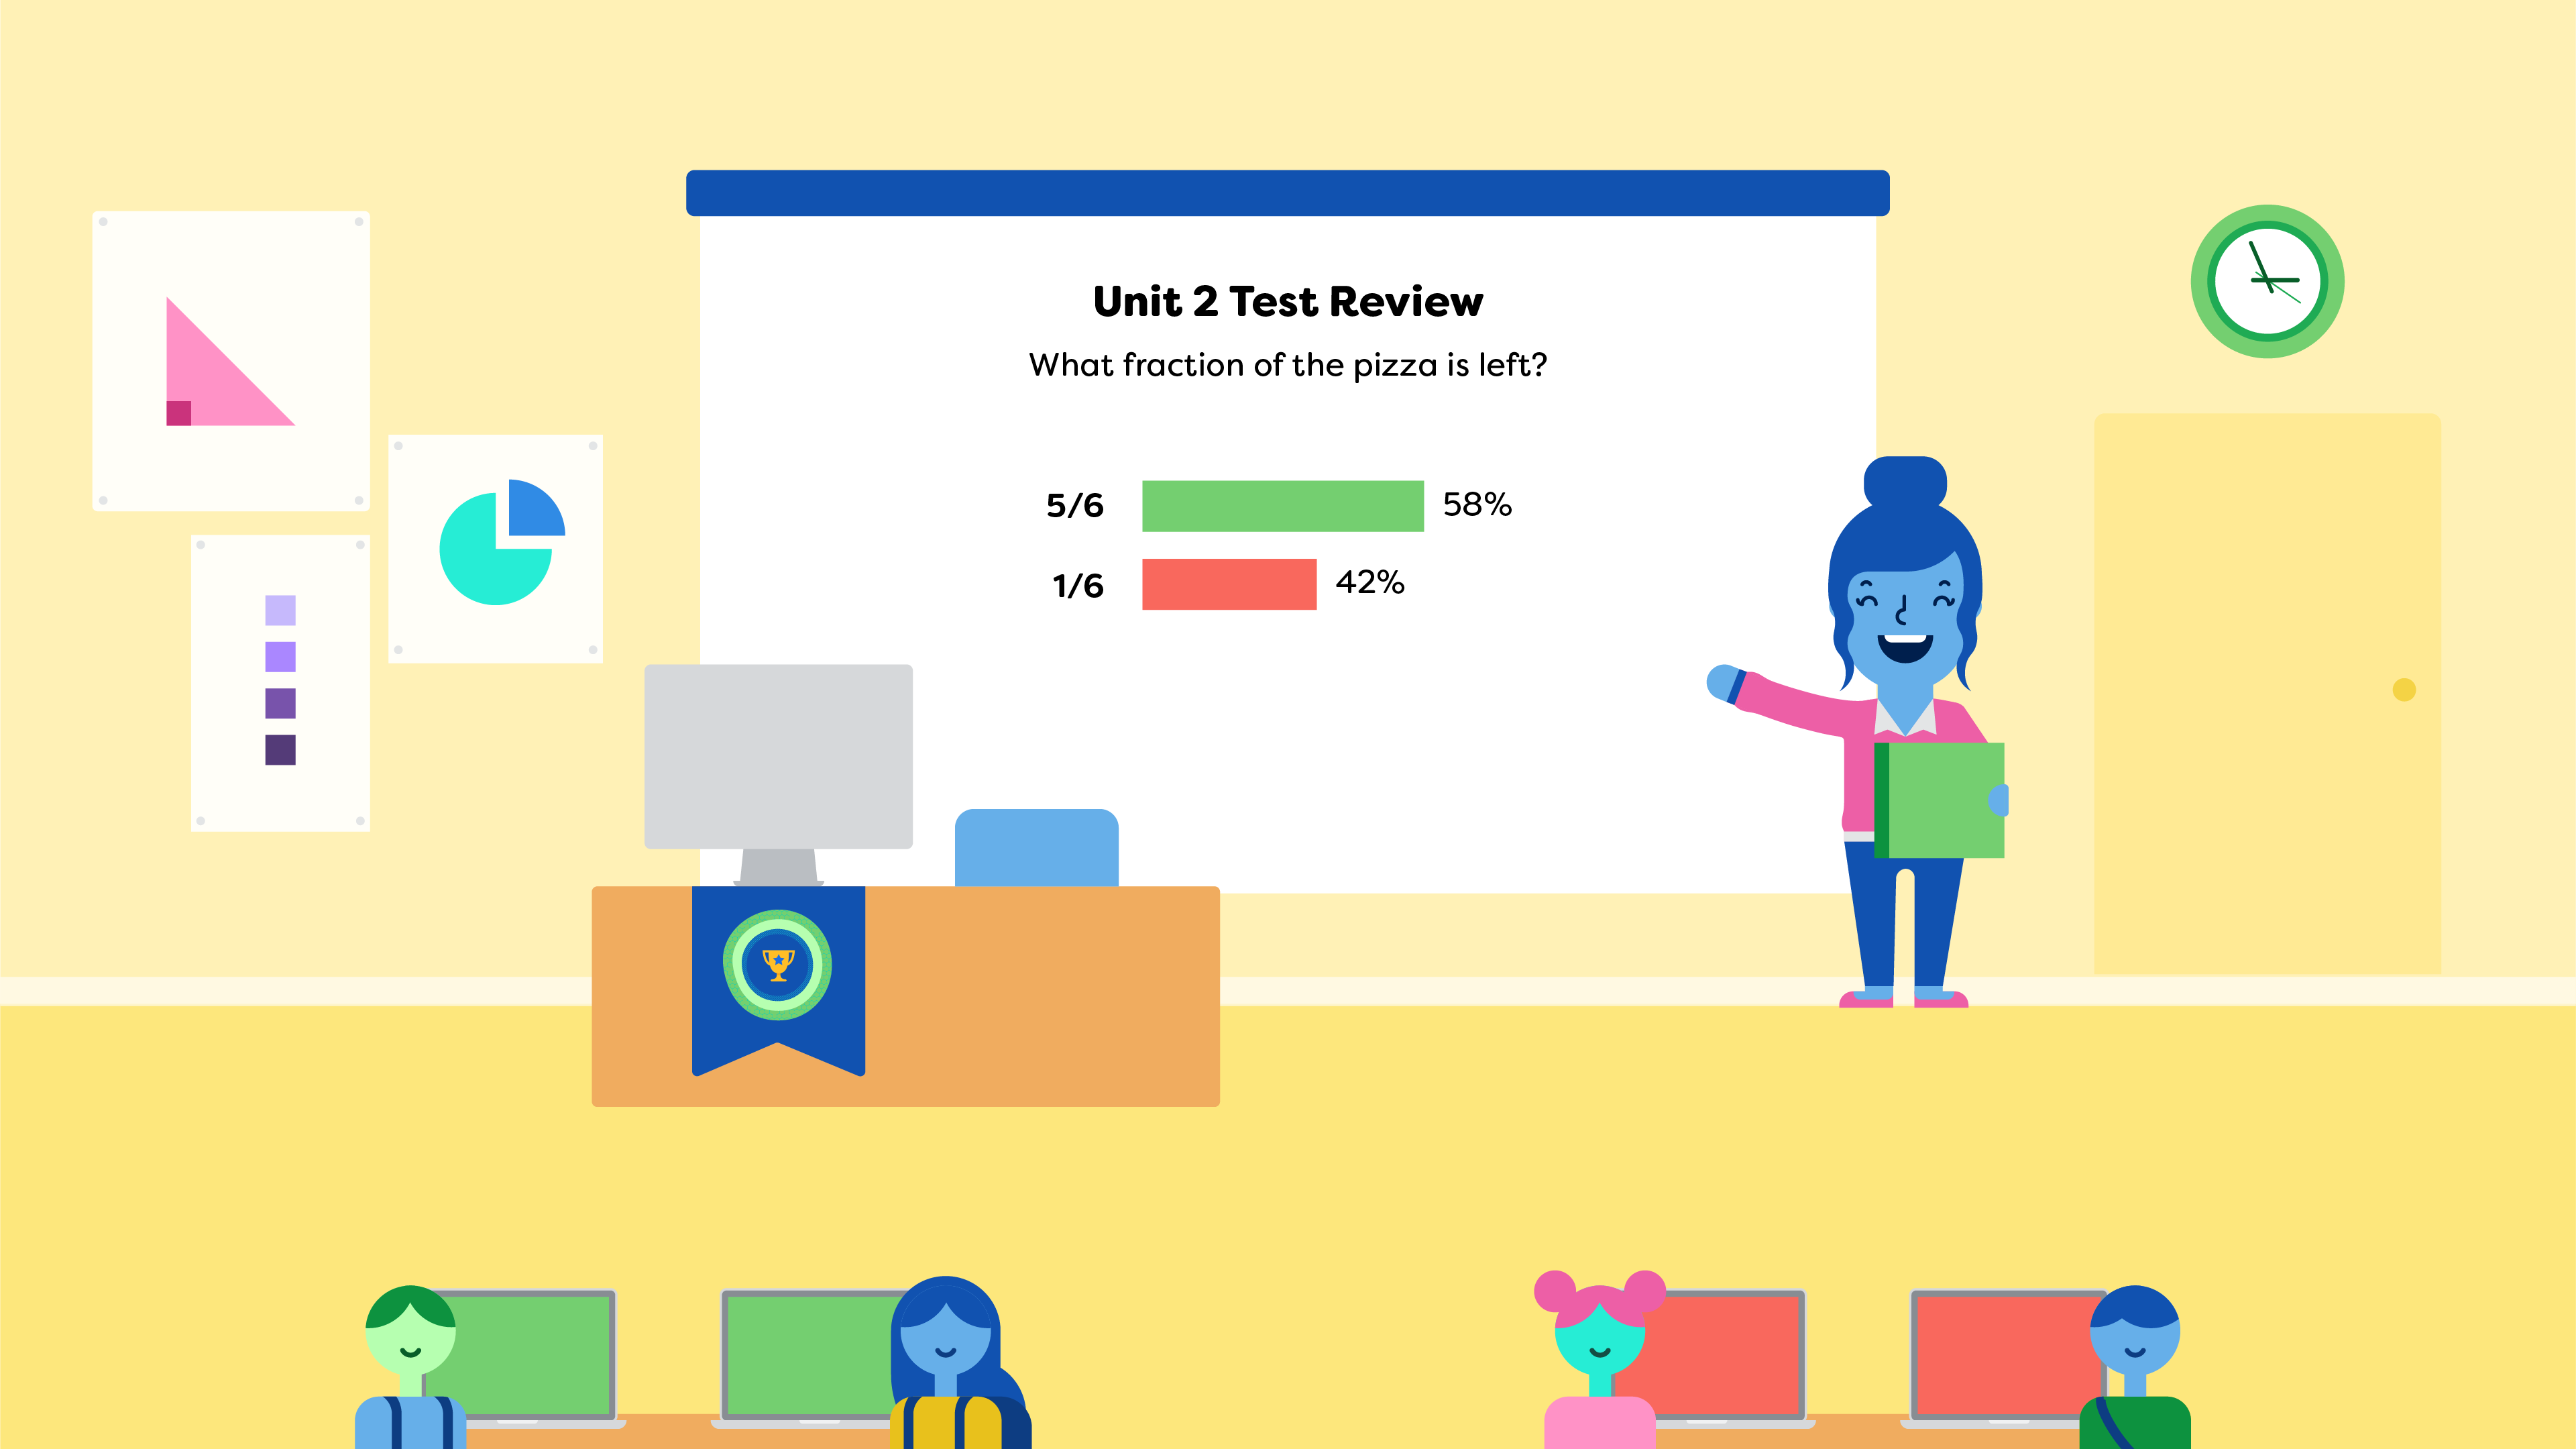 Unit 2 Test Review
What fraction of the pizza is left?
5/6 58%
1/6 42%